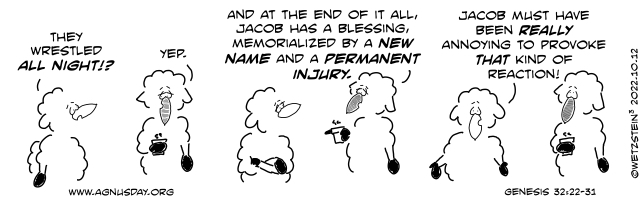 THEY
WRESTLED
ALL NIGHT!?
YEP.
AND AT THE END OF IT ALL,
JACOB HAS A BLESSING,
MEMORIALIZED BY A NEW
NAME AND A PERMANENT
INJURY.
JACOB MUST HAVE
BEEN REALLY
ANNOYING TO PROVOKE
THAT KIND OF
REACTION!
WWW.AGNUSDAY.ORG
GENESIS 32:22-31
©WETZSTEIN³ 2022.10.12